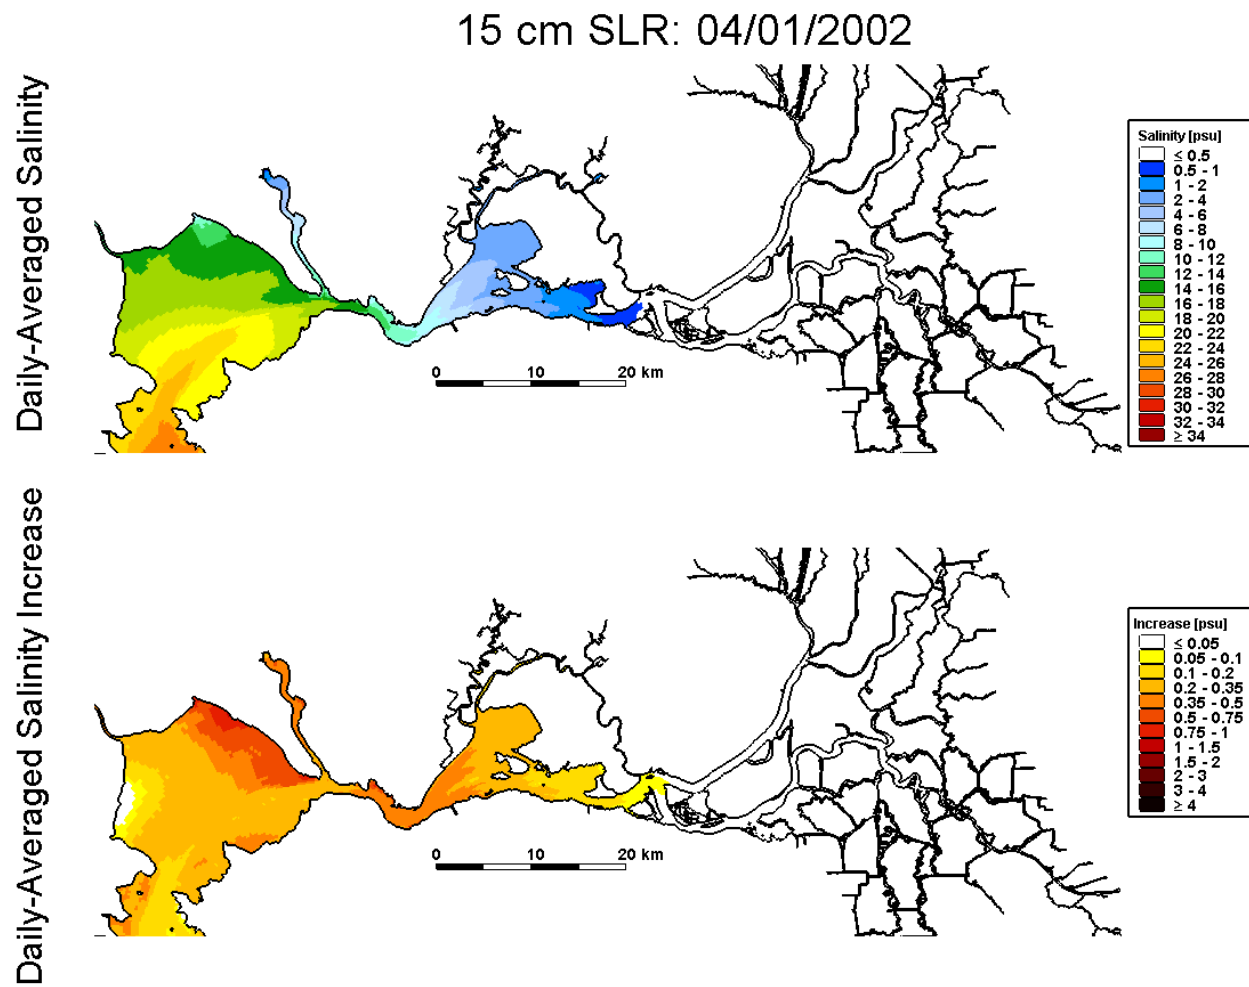 15 cm SLR: 04/01/2002
Daily-Averaged Salinity
Salinity [psu]
≤ 0.5
0.5 - 1
1 - 2
2 - 4
4 - 6
6 - 8
8 - 10
10 - 12
12 - 14
14 - 16
16 - 18
18 - 20
20 - 22
22 - 24
24 - 26
26 - 28
28 - 30
30 - 32
32 - 34
≥ 34
0 10 20 km
Daily-Averaged Salinity Increase
Increase [psu]
≤ 0.05
0.05 - 0.1
0.1 - 0.2
0.2 - 0.35
0.35 - 0.5
0.5 - 0.75
0.75 - 1
1 - 1.5
1.5 - 2
2 - 3
3 - 4
≥ 4
0 10 20 km